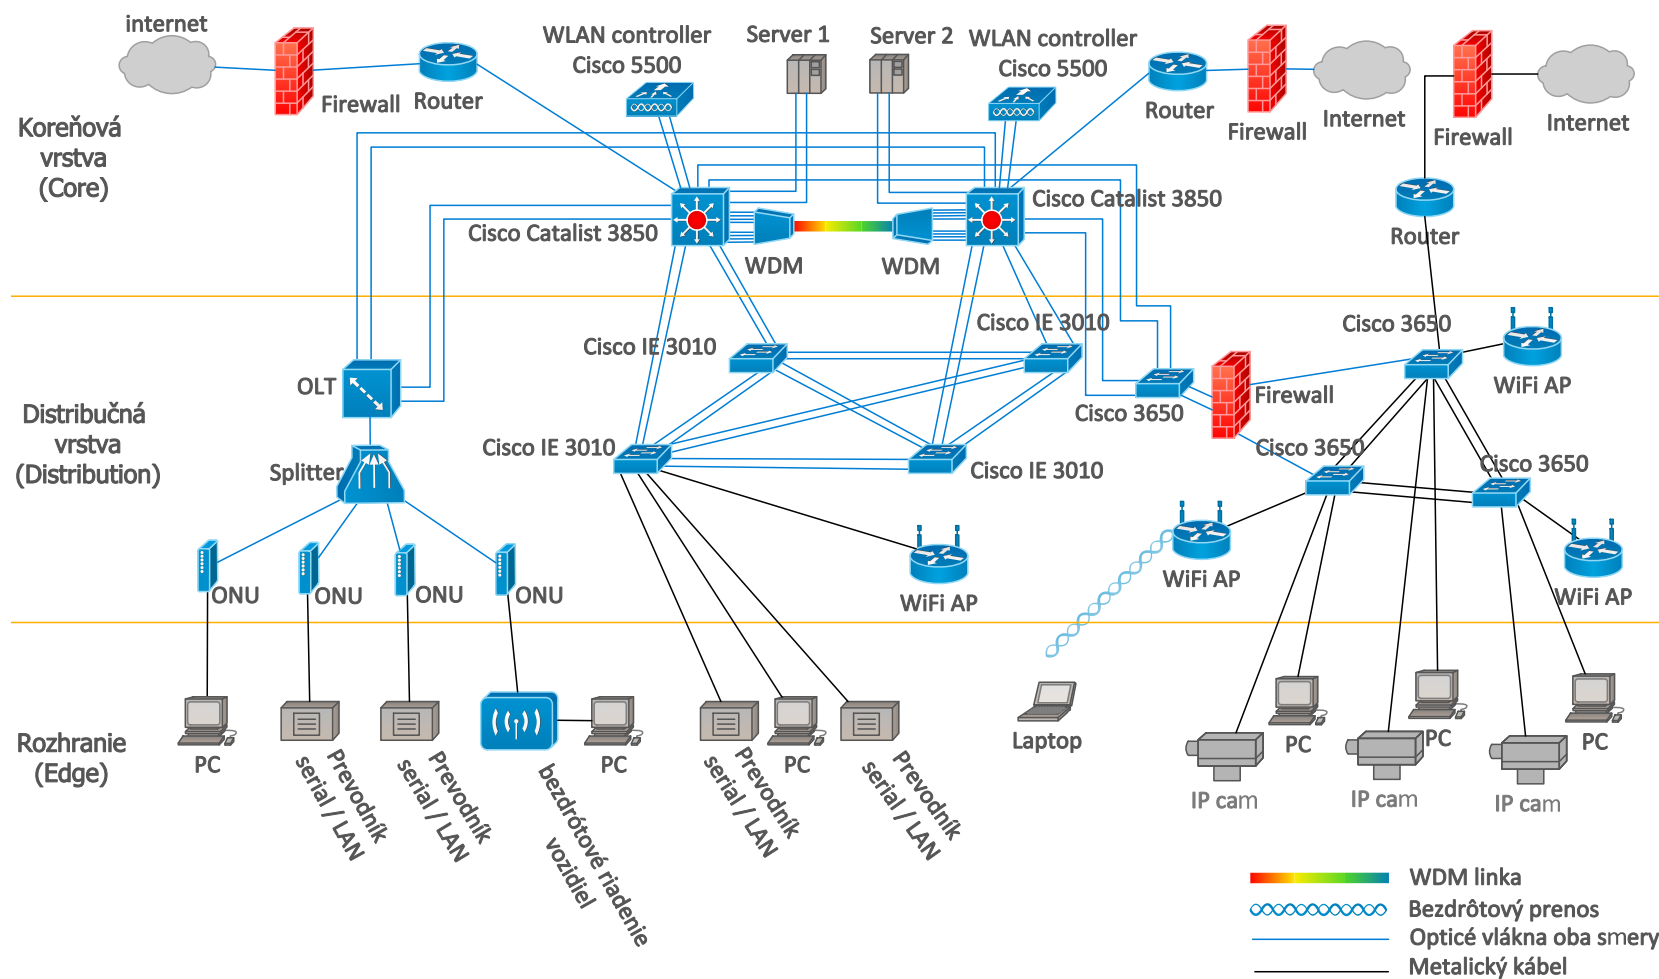 internet
Firewall
Router
WLAN controller
Cisco 5500
Server 1
Server 2
WLAN controller
Cisco 5500
Router
Firewall
Internet
Firewall
Internet
Router
Koreňová
vrstva
(Core)
Cisco Catalist 3850
WDM
WDM
Cisco Catalist 3850
Distribučná
vrstva
(Distribution)
OLT
Splitter
ONU
ONU
ONU
ONU
Cisco IE 3010
Cisco IE 3010
Cisco IE 3010
Cisco IE 3010
WiFi AP
Cisco 3650
Firewall
Cisco 3650
WiFi AP
Cisco 3650
Cisco 3650
WiFi AP
WiFi AP
Rozhranie
(Edge)
PC
Prevodník
serial / LAN
Prevodník
serial / LAN
bezdrótové riadenie
vozidiel
PC
Prevodník
serial / LAN
PC
Prevodník
serial / LAN
Laptop
IP cam
PC
IP cam
PC
IP cam
PC
WDM linka
Bezdrôtový prenos
Opticé vlákna oba smery
Metalický kábel